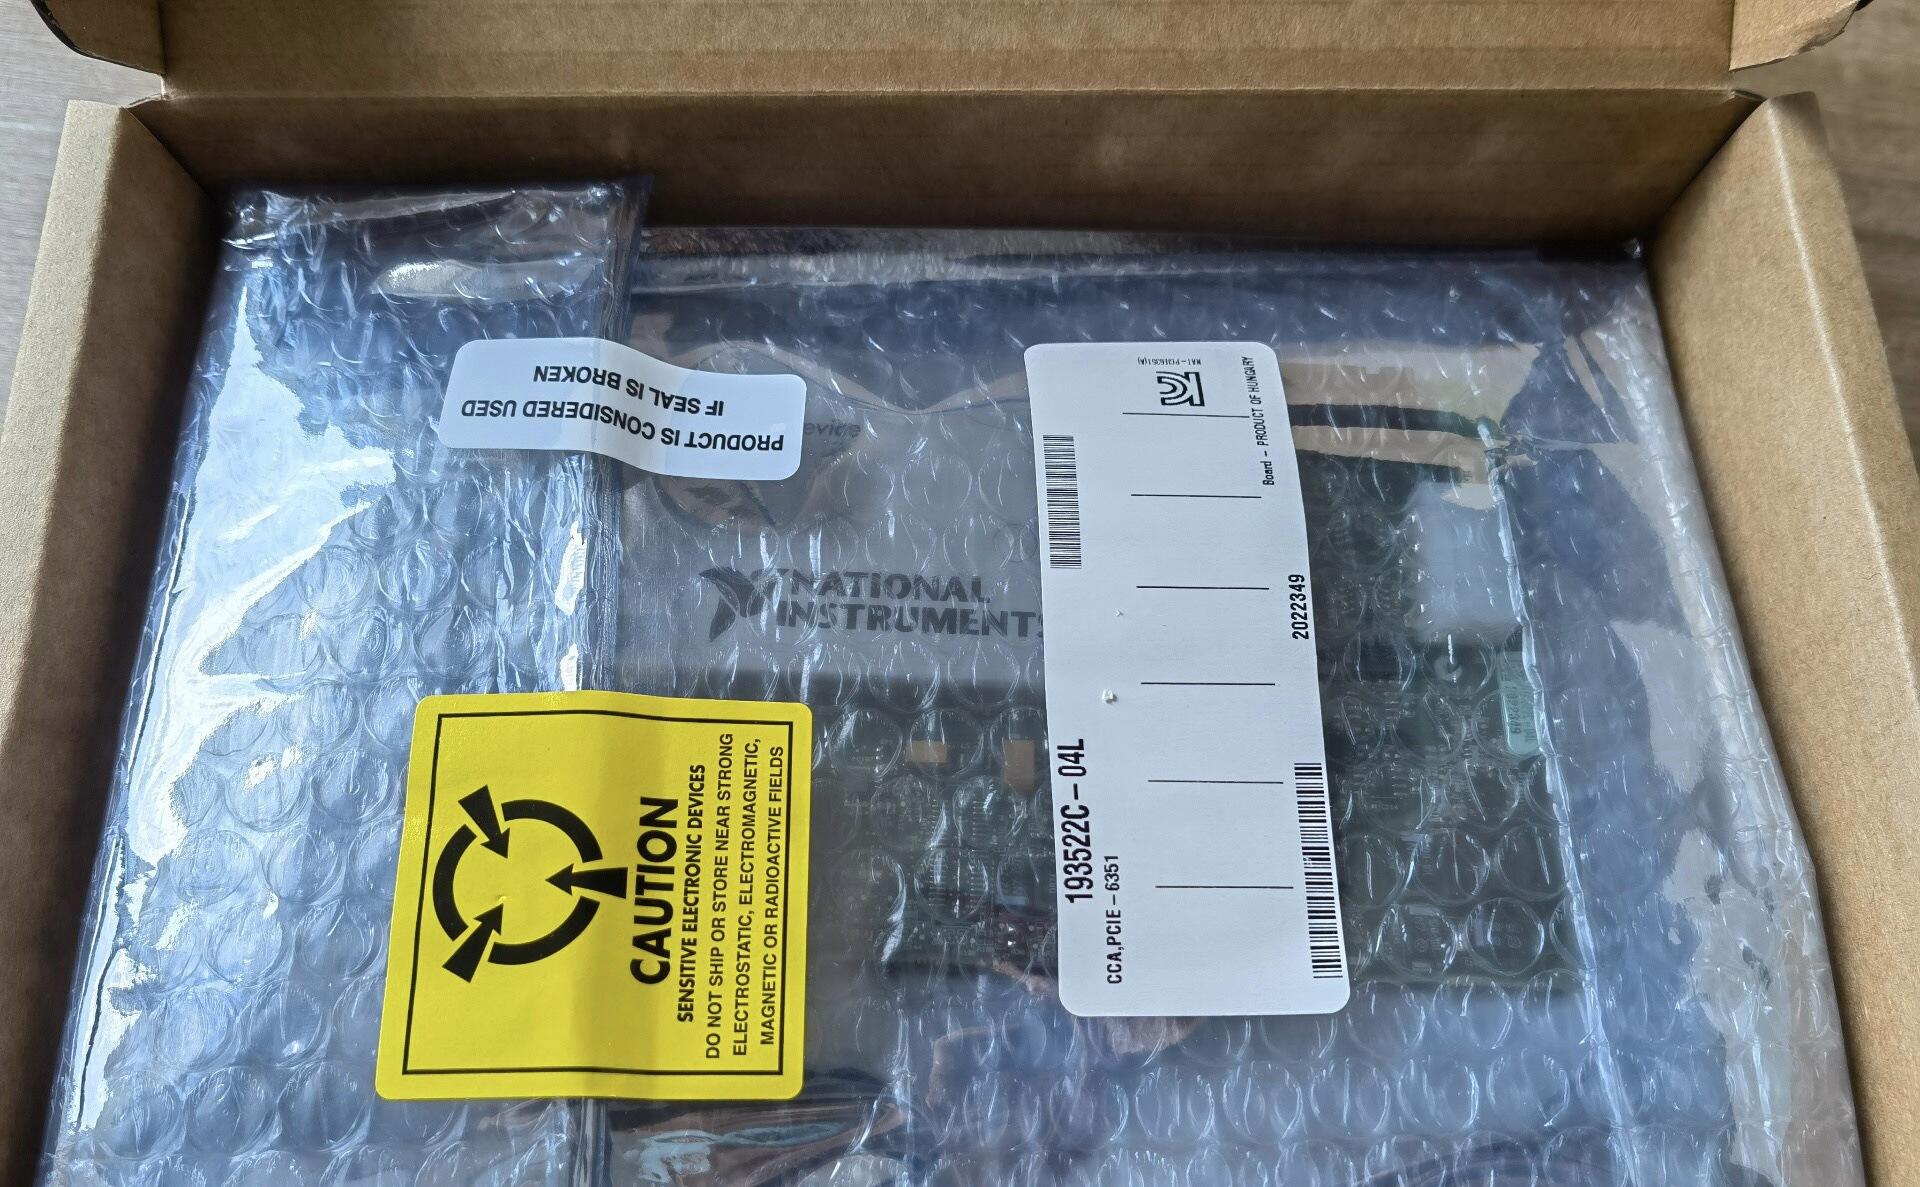 PRODUCT IS CONSIDERED USED
IF SEAL IS BROKEN
evice
NATIONAL
INSTRUMENTS
CAUTION
SENSITIVE ELECTRONIC DEVICES
DO NOT SHIP OR STORE NEAR STRONG
ELECTROSTATIC, ELECTROMAGNETIC,
MAGNETIC OR RADIOACTIVE FIELDS
193522C-04L
CCA,PCIE-6351
Board - PRODUCT OF HUNGARY
2022349